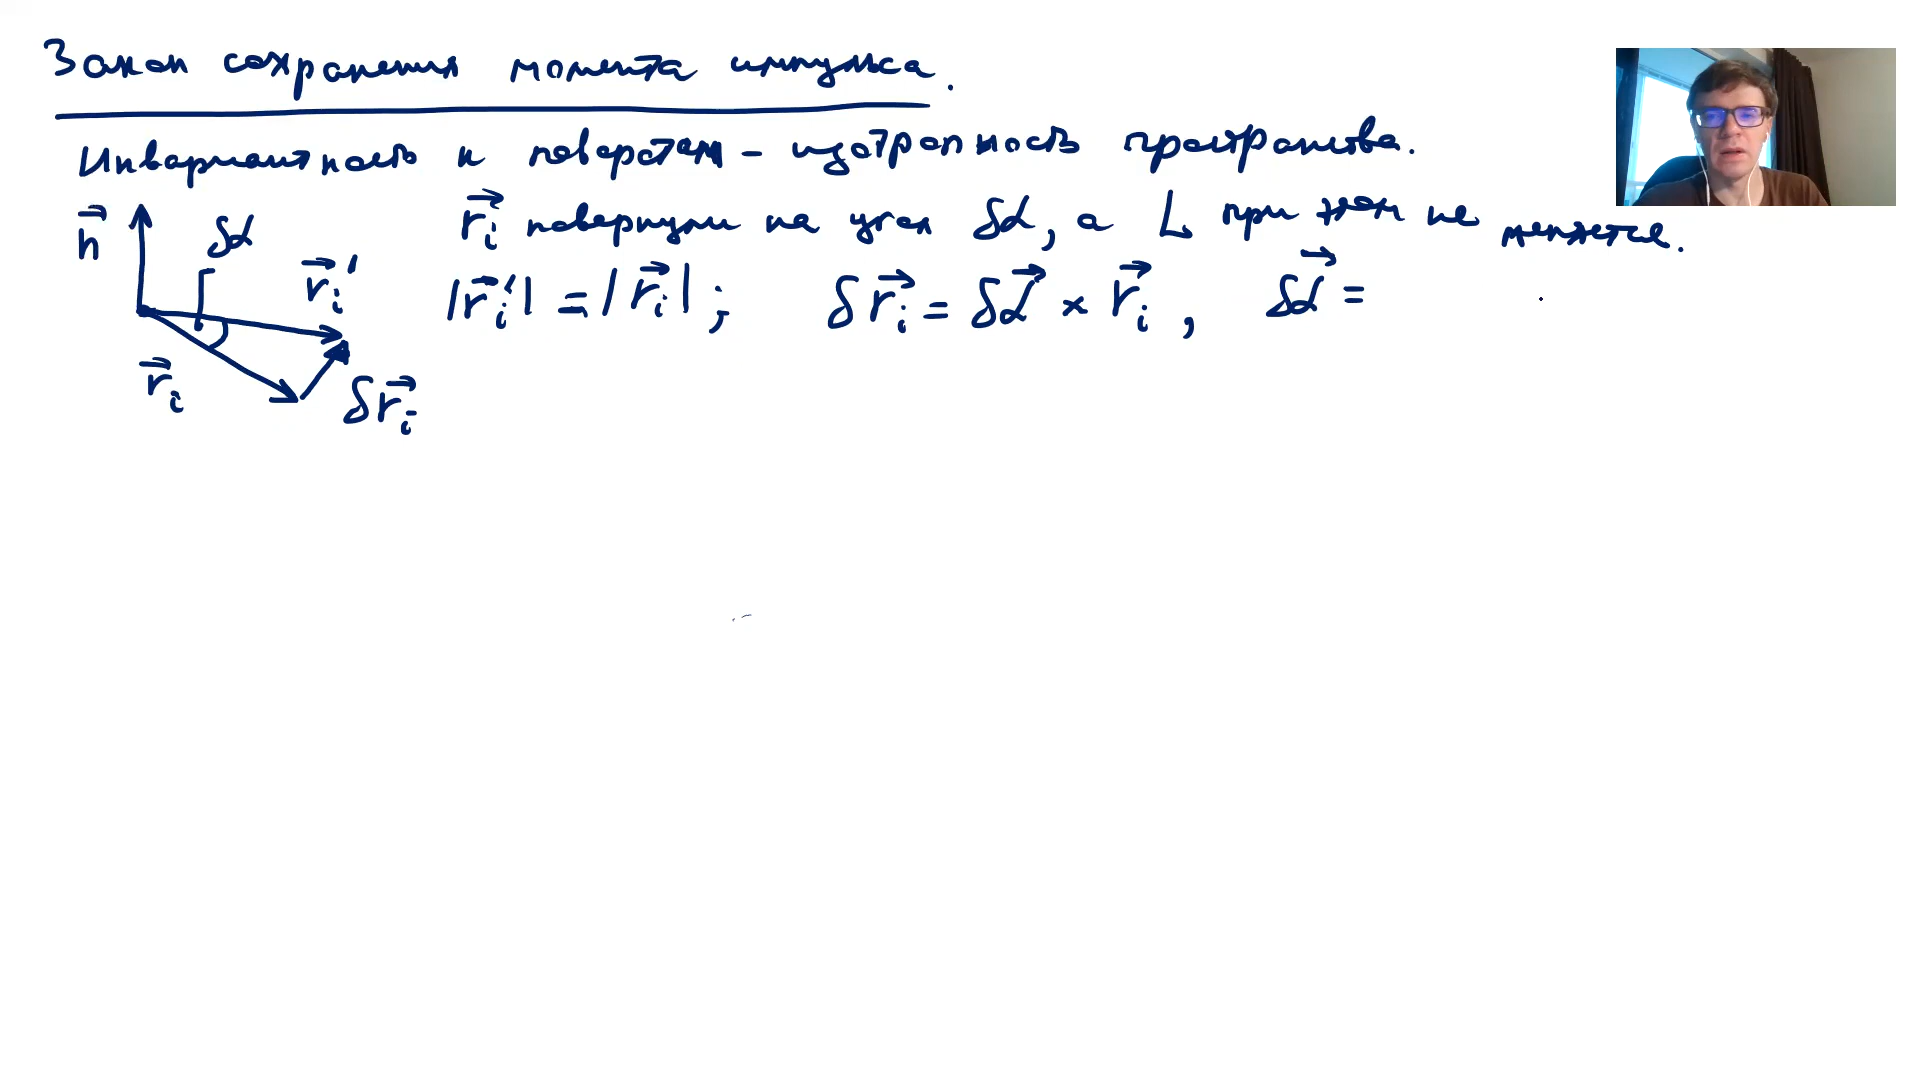 Закон сохранения момента импульса.
Инвариантность к поворотам – изотропность пространства.
r⃗ᵢ повернули на угол δα, а L при этом не меняется.
n⃗ δα r⃗ᵢ′
|r⃗ᵢ′| = |r⃗ᵢ|; δr⃗ᵢ = δα⃗ × r⃗ᵢ, δα⃗ =
r⃗ᵢ δr⃗ᵢ